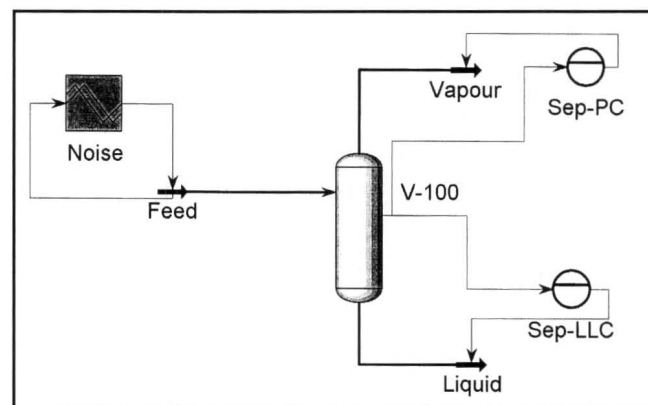 Vapour
Sep-PC
Noise
V-100
Feed
Sep-LLC
Liquid